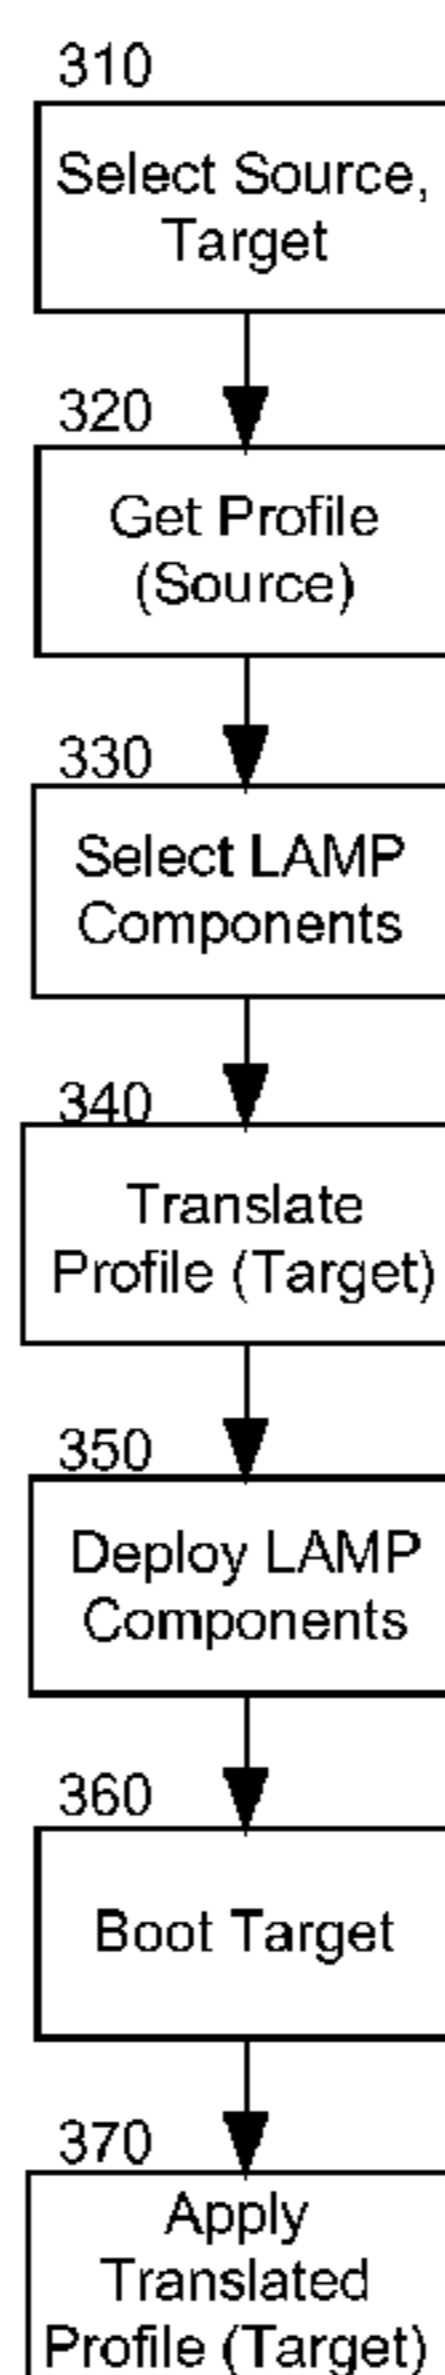 310
Select Source,
Target
320
Get Profile
(Source)
330
Select LAMP
Components
340
Translate
Profile (Target)
350
Deploy LAMP
Components
360
Boot Target
370
Apply
Translated
Profile (Target)